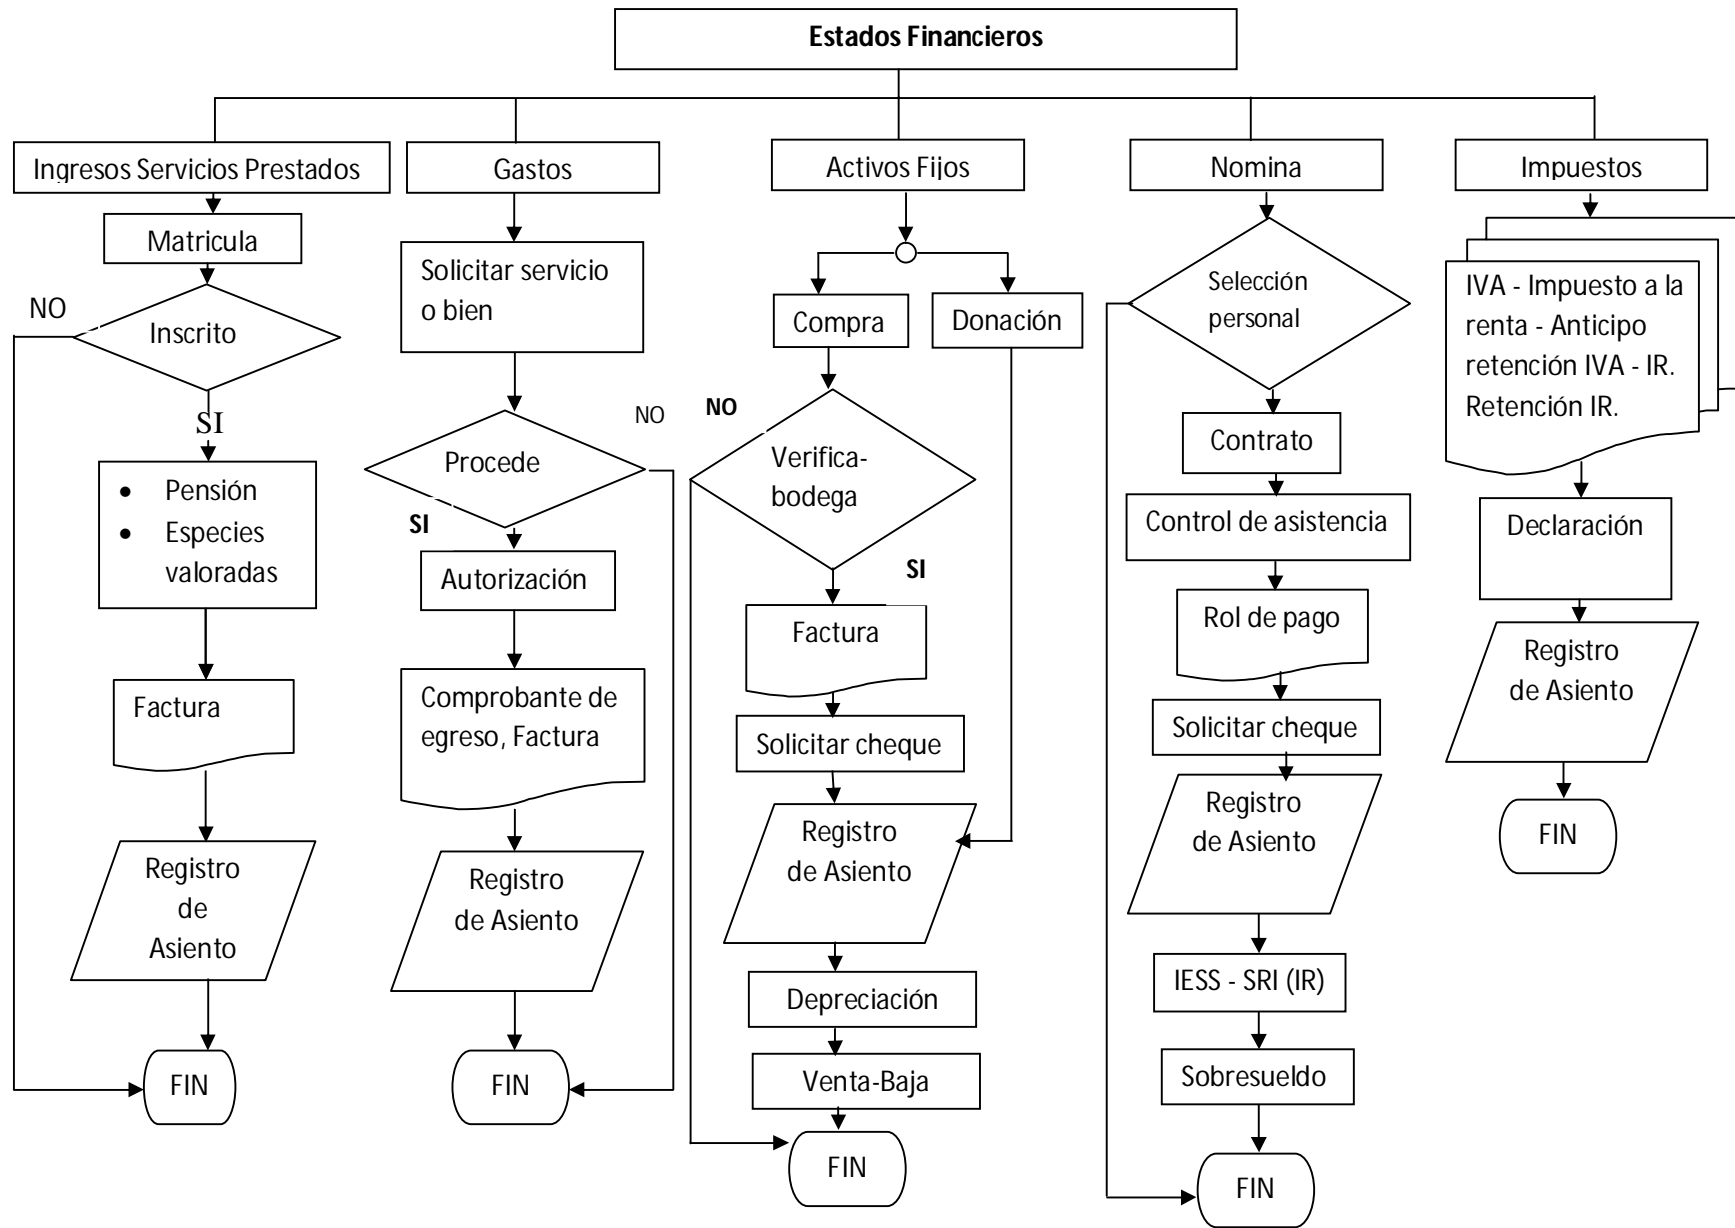 Estados Financieros
Ingresos Servicios Prestados
Matricula
NO
Inscrito
SI
• Pensión
• Especies
valoradas
Factura
Registro
de
Asiento
FIN
Gastos
Solicitar servicio
o bien
NO
Procede
SI
Autorización
Comprobante de
egreso, Factura
Registro
de Asiento
FIN
Activos Fijos
Compra
Donación
NO
Verifica-
bodega
SI
Factura
Solicitar cheque
Registro
de Asiento
Depreciación
Venta-Baja
FIN
Nomina
Selección
personal
Contrato
Control de asistencia
Rol de pago
Solicitar cheque
Registro
de Asiento
IESS - SRI (IR)
Sobresueldo
FIN
Impuestos
IVA - Impuesto a la
renta - Anticipo
retención IVA - IR.
Retención IR.
Declaración
Registro
de Asiento
FIN